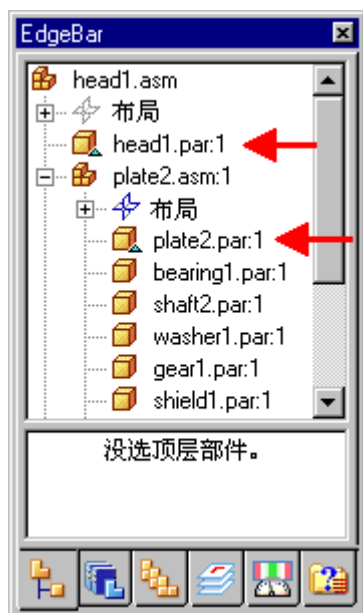 EdgeBar
head1.asm
布局
head1.par:1
plate2.asm:1
布局
plate2.par:1
bearing1.par:1
shaft2.par:1
washer1.par:1
gear1.par:1
shield1.par:1
没选顶层部件。